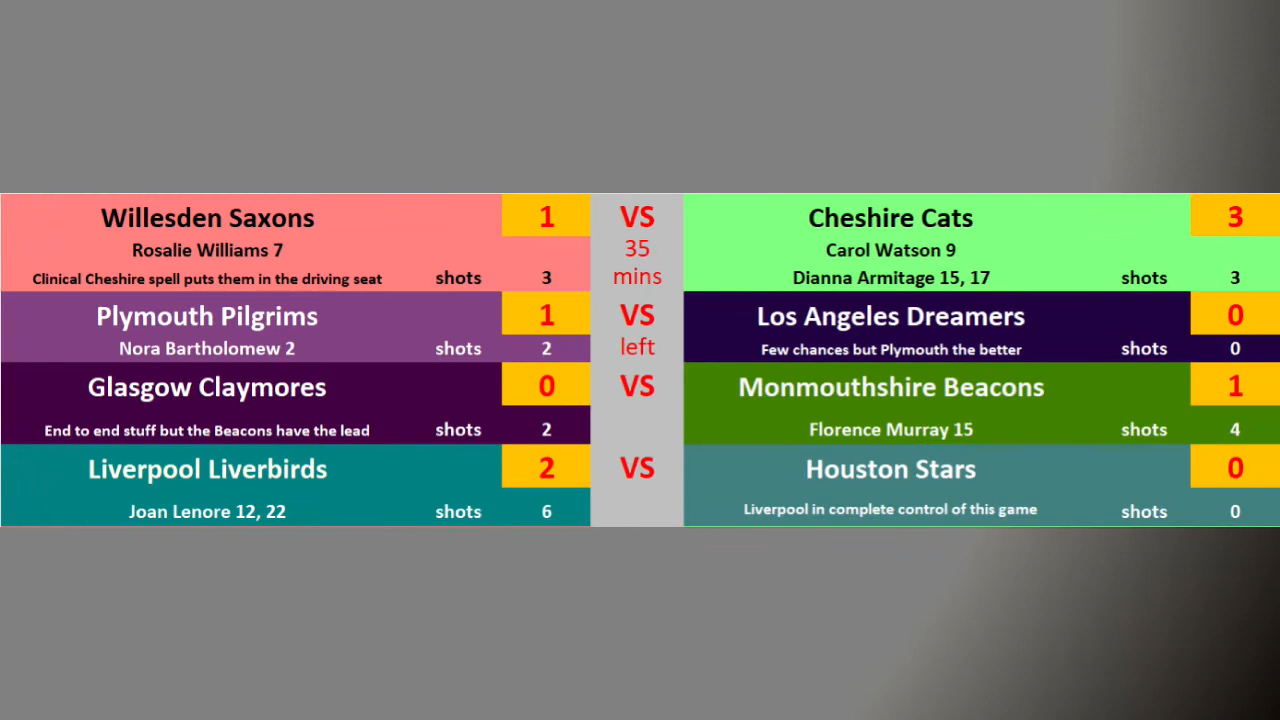 Willesden Saxons 1 VS Cheshire Cats 3
Rosalie Williams 7 35 Carol Watson 9
Clinical Cheshire spell puts them in the driving seat shots 3 mins Dianna Armitage 15, 17 shots 3
Plymouth Pilgrims 1 VS Los Angeles Dreamers 0
Nora Bartholomew 2 shots 2 left Few chances but Plymouth the better shots 0
Glasgow Claymores 0 VS Monmouthshire Beacons 1
End to end stuff but the Beacons have the lead shots 2 Florence Murray 15 shots 4
Liverpool Liverbirds 2 VS Houston Stars 0
Joan Lenore 12, 22 shots 6 Liverpool in complete control of this game shots 0